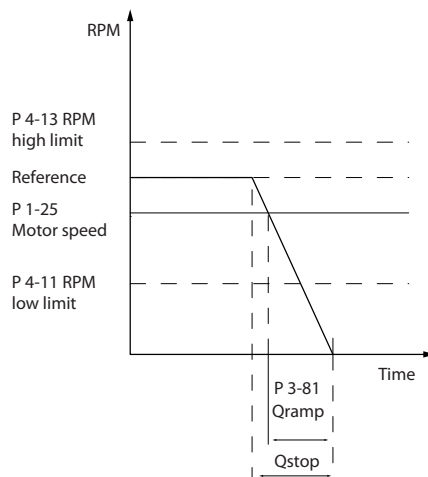 RPM
P 4-13 RPM
high limit
Reference
P 1-25
Motor speed
P 4-11 RPM
low limit
Time
P 3-81
Qramp
Qstop